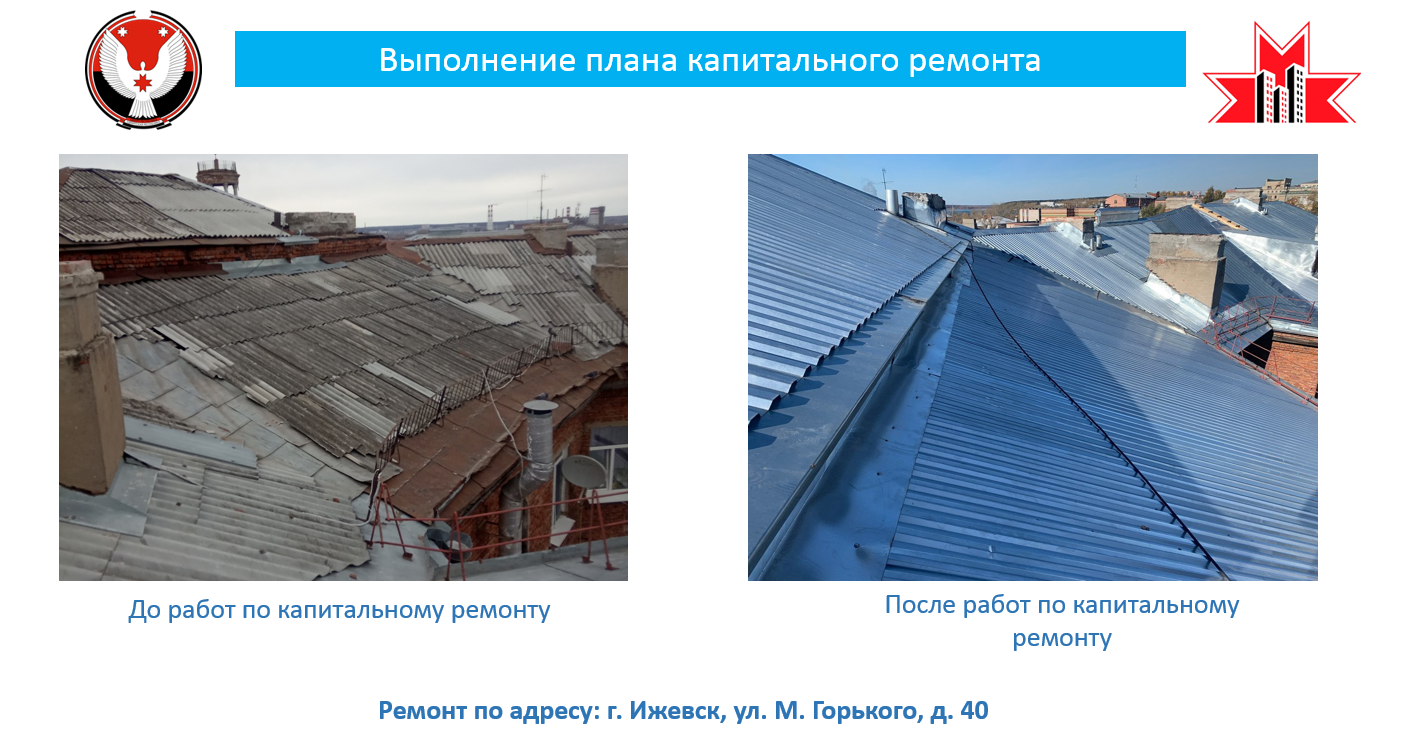 Выполнение плана капитального ремонта
До работ по капитальному ремонту
После работ по капитальному
ремонту
Ремонт по адресу: г. Ижевск, ул. М. Горького, д. 40